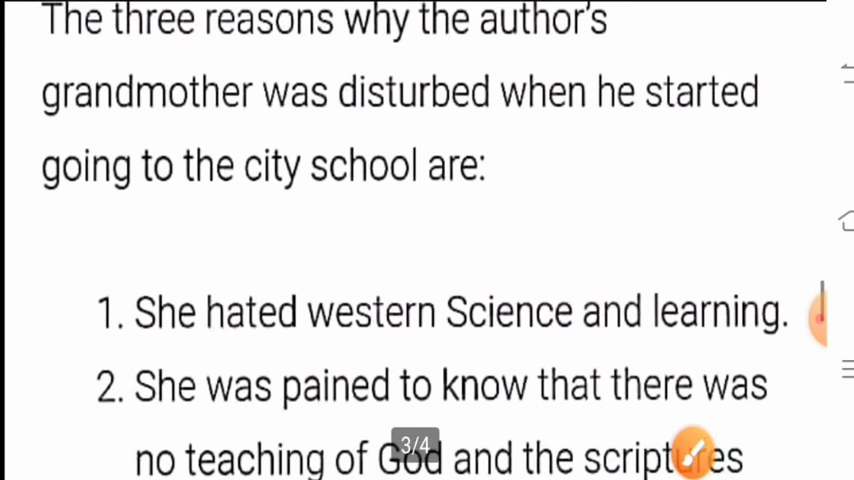 The three reasons why the author's
grandmother was disturbed when he started
going to the city school are:
1. She hated western Science and learning.
2. She was pained to know that there was
no teaching of God and the scriptures
3/4